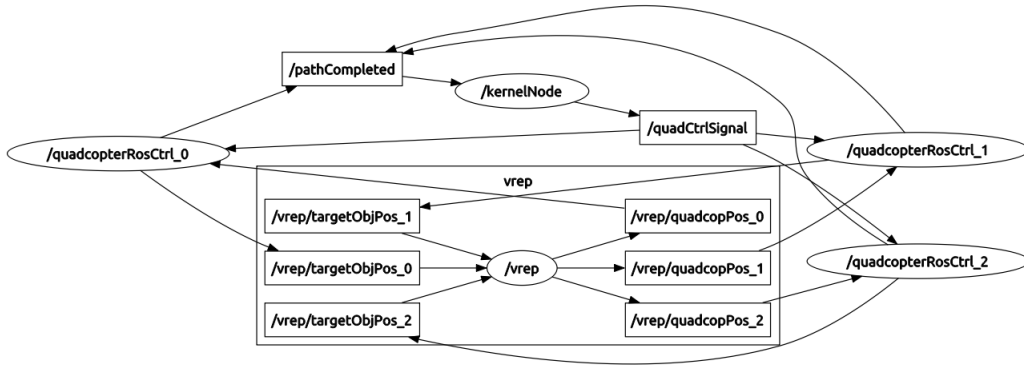 /pathCompleted
/kernelNode
/quadCtrlSignal
/quadcopterRosCtrl_0
/quadcopterRosCtrl_1
vrep
/vrep/targetObjPos_1
/vrep/quadcopPos_0
/vrep/targetObjPos_0
/vrep
/vrep/quadcopPos_1
/quadcopterRosCtrl_2
/vrep/targetObjPos_2
/vrep/quadcopPos_2